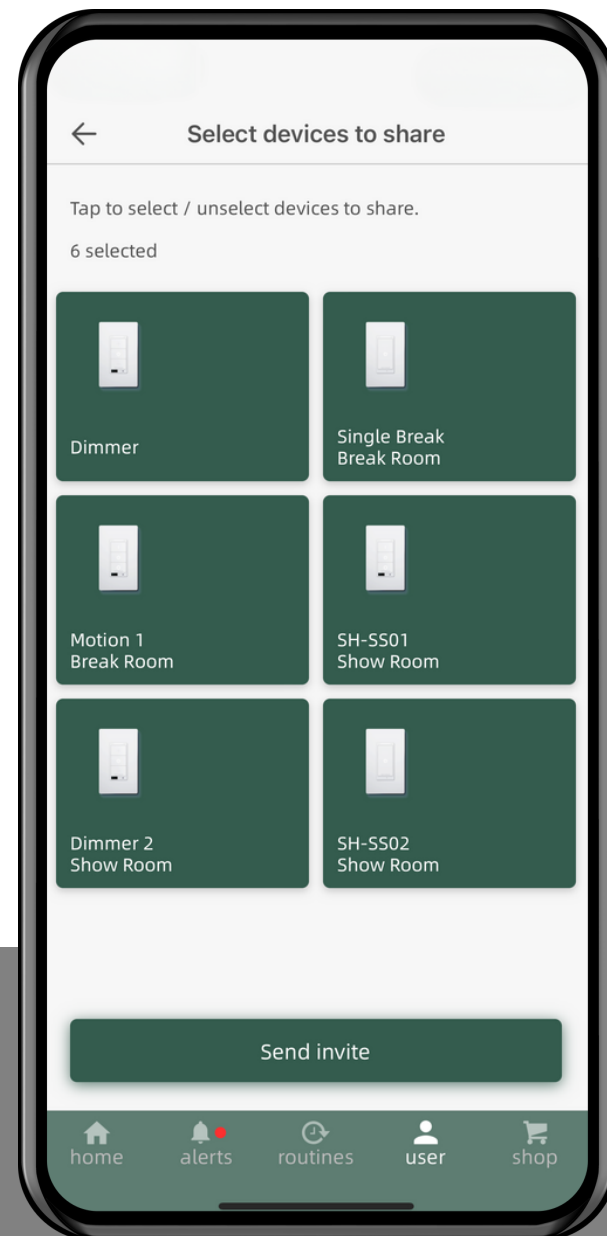 Select devices to share
Tap to select / unselect devices to share.
6 selected
Dimmer
Single Break
Break Room
Motion 1
Break Room
SH-SS01
Show Room
Dimmer 2
Show Room
SH-SS02
Show Room
Send invite
home
alerts
routines
user
shop